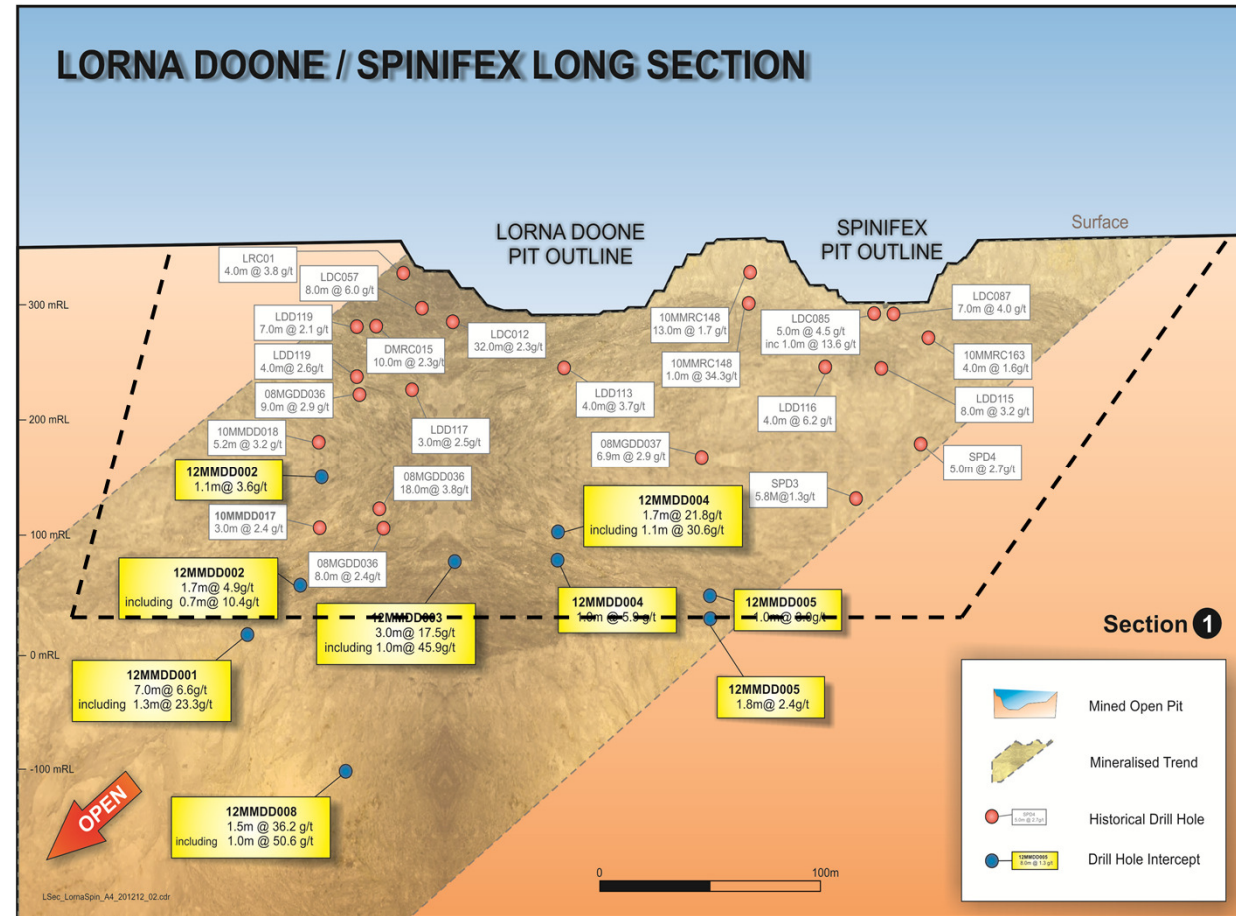 LORNA DOONE / SPINIFEX LONG SECTION
LORNA DOONE
PIT OUTLINE
SPINIFEX
PIT OUTLINE
Surface
LRC01
4.0m @ 3.8 g/t
LDC057
8.0m @ 6.0 g/t
300 mRL
LDD119
7.0m @ 2.1 g/t
DMRC015
10.0m @ 2.3g/t
LDC012
32.0m@ 2.3g/t
10MMRC148
13.0m @ 1.7 g/t
LDC085
5.0m @ 4.5 g/t
inc 1.0m @ 13.6 g/t
LDC087
7.0m @ 4.0 g/t
LDD119
4.0m @ 2.6g/t
10MMRC148
1.0m @ 34.3g/t
10MMRC163
4.0m @ 1.6g/t
08MGDD036
9.0m @ 2.9 g/t
LDD113
4.0m@ 3.7g/t
LDD116
4.0m @ 6.2 g/t
LDD115
8.0m @ 3.2 g/t
200 mRL
10MMDD018
5.2m @ 3.2 g/t
LDD117
3.0m @ 2.5g/t
08MGDD037
6.9m @ 2.9 g/t
SPD4
5.0m @ 2.7g/t
12MMDD002
1.1m@ 3.6g/t
08MGDD036
18.0m@ 3.8g/t
SPD3
5.8M@1.3g/t
12MMDD004
1.7m@ 21.8g/t
including 1.1m @ 30.6g/t
10MMDD017
3.0m @ 2.4 g/t
100 mRL
08MGDD036
8.0m @ 2.4g/t
12MMDD002
1.7m@ 4.9g/t
including 0.7m@ 10.4g/t
12MMDD003
3.0m@ 17.5g/t
including 1.0m@ 45.9g/t
12MMDD004
1.0m @ 5.9 g/t
12MMDD005
Section 1
0 mRL
12MMDD001
7.0m@ 6.6g/t
including 1.3m@ 23.3g/t
12MMDD005
1.8m@ 2.4g/t
-100 mRL
OPEN
12MMDD008
1.5m @ 36.2 g/t
including 1.0m @ 50.6 g/t
Mined Open Pit
Mineralised Trend
SPD4
5.0m @ 2.7g/t
Historical Drill Hole
12MMDD005
Drill Hole Intercept
0
100m
LSec_LornaSpin_A4_201212_02.cdr